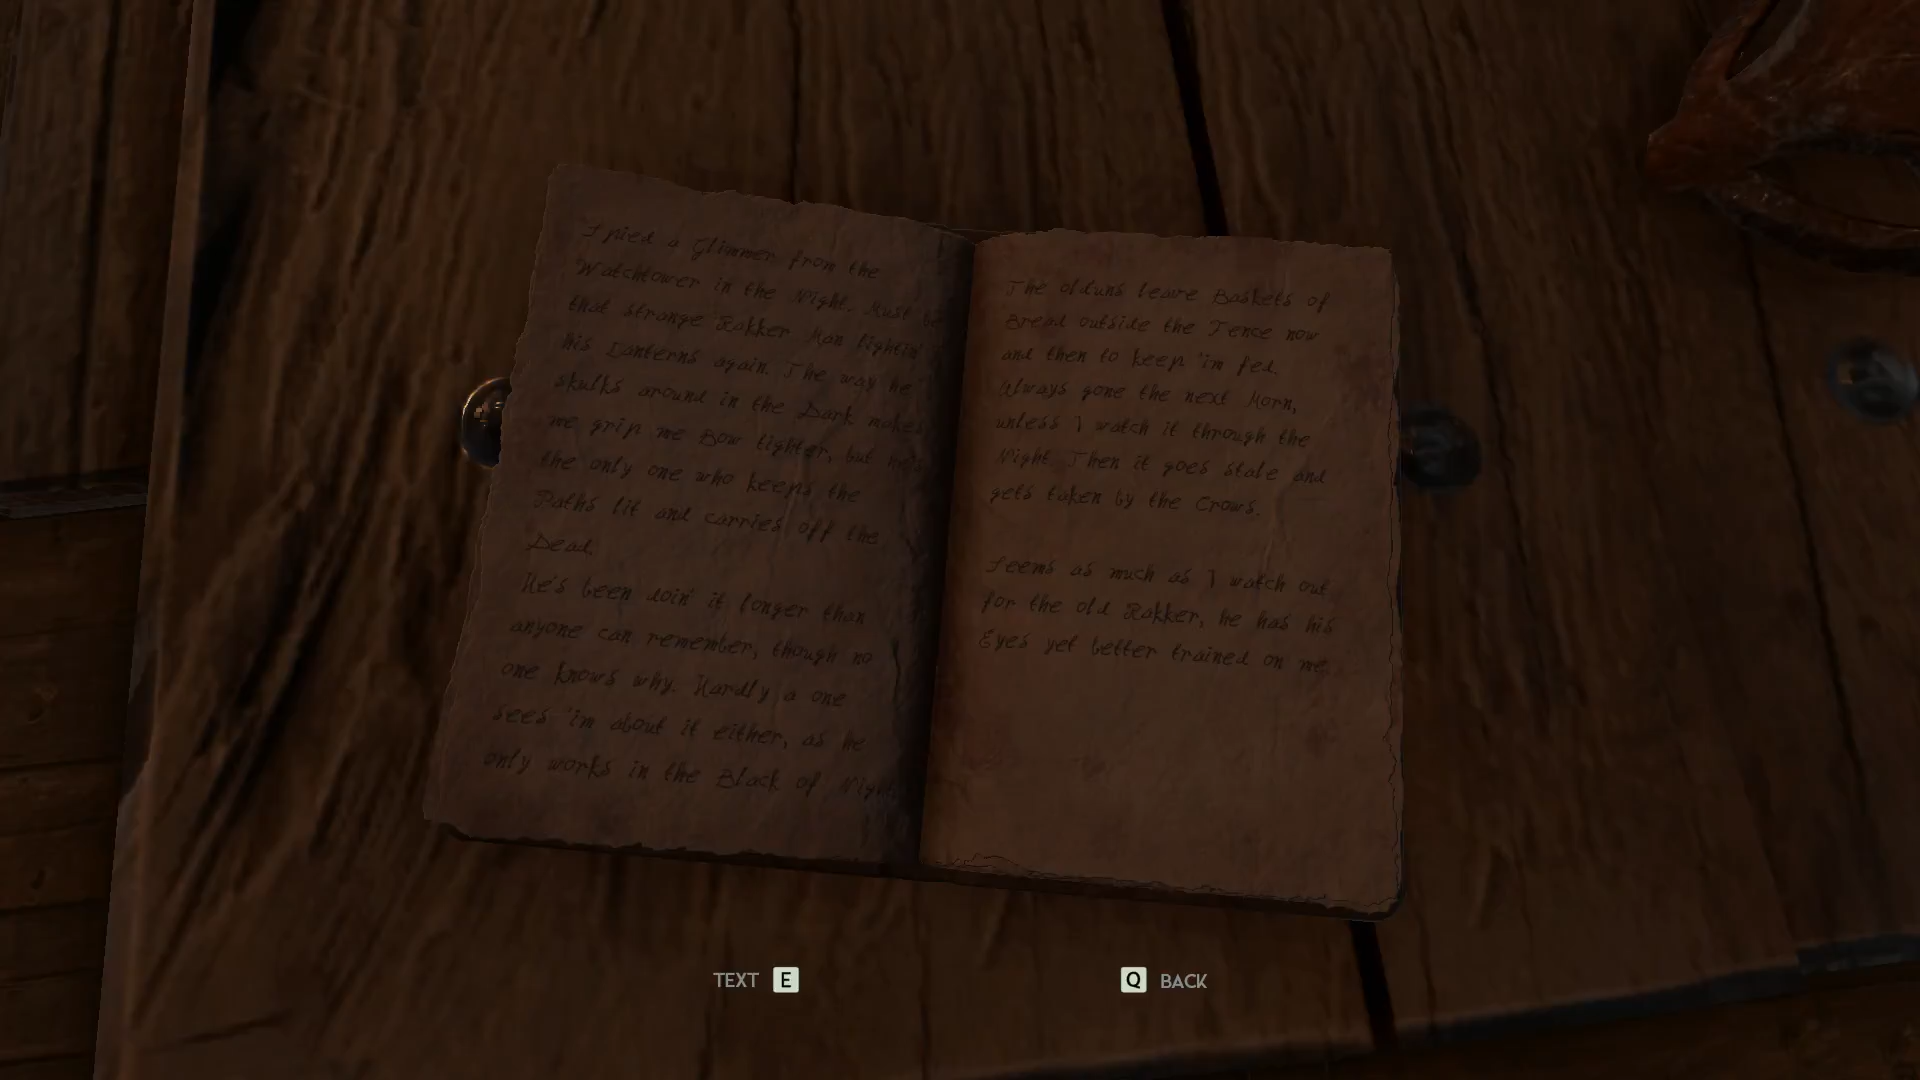 I pied a Glimmer from the
Watchtower in the Night. Must be
that strange Rakker Man lightin'
his Lanterns again. The way he
skulks around in the Dark makes
me grip me Bow tighter, but he's
the only one who keeps the
Paths lit and carries off the
Dead.
He's been doin' it longer than
anyone can remember, though no
one knows why. Hardly a one
sees 'im about it either, as he
only works in the Black of Night.
The olduns leave Baskets of
Bread outside the Fence now
and then to keep 'im fed.
Always gone the next Morn,
unless I watch it through the
Night. Then it goes stale and
gets taken by the Crows.
Seems as much as I watch out
for the old Rakker, he has his
Eyes yet better trained on me.
TEXT E
Q BACK